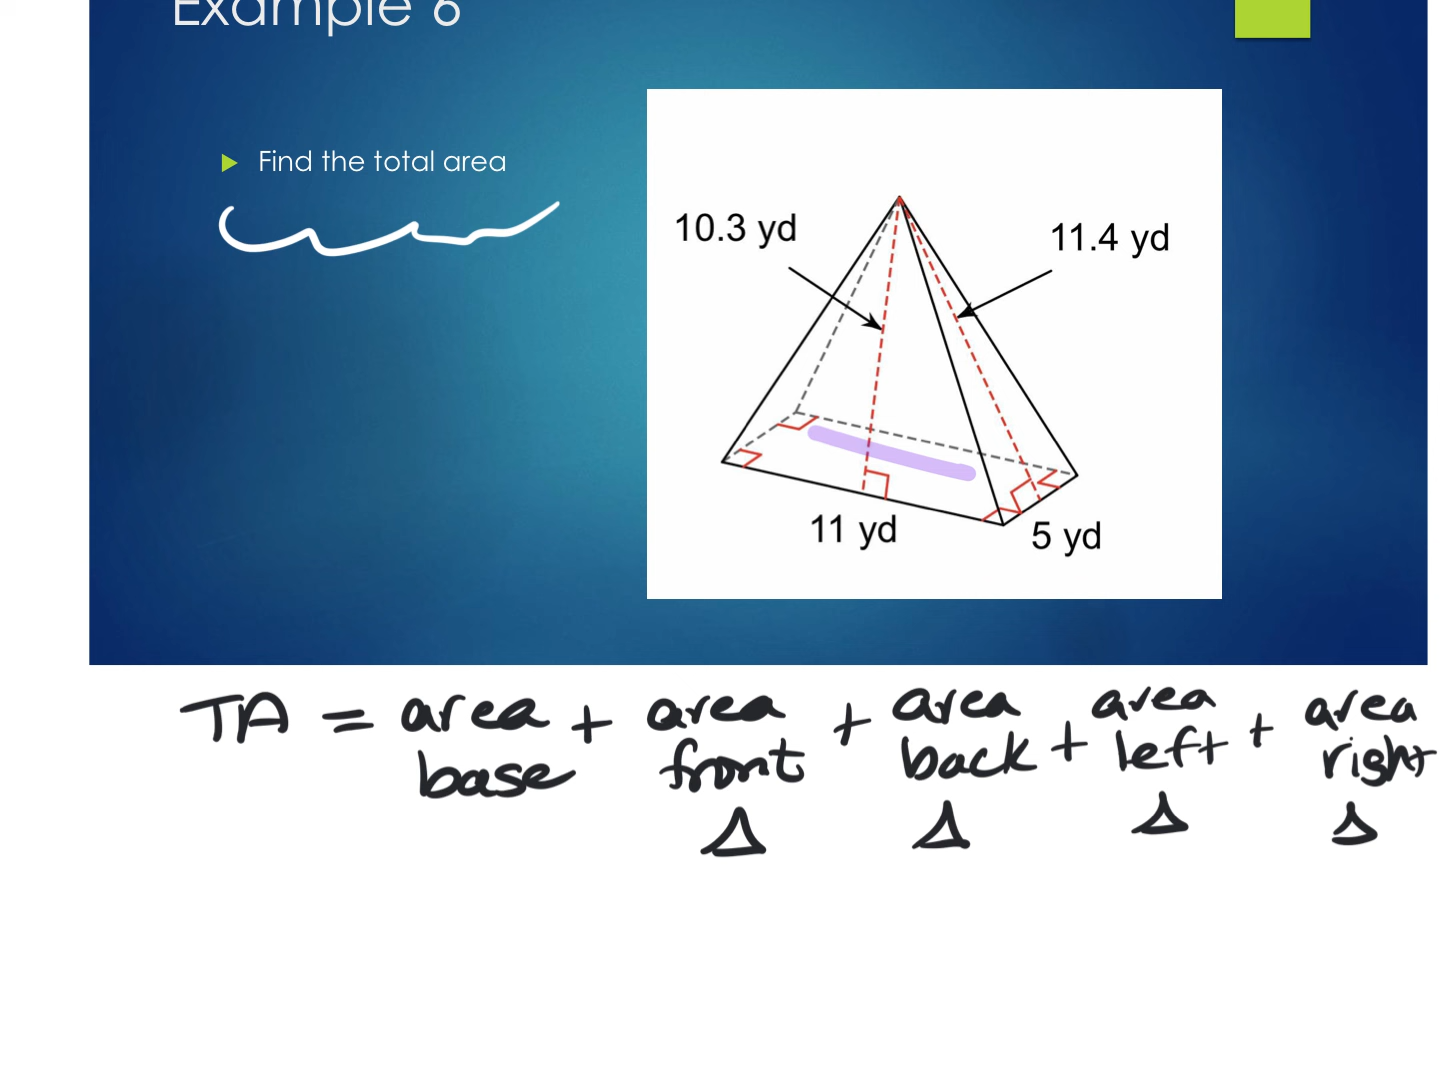 Example 6
Find the total area
10.3 yd
11.4 yd
11 yd
5 yd
TA = area base + area front Δ + area back Δ + area left Δ + area right Δ